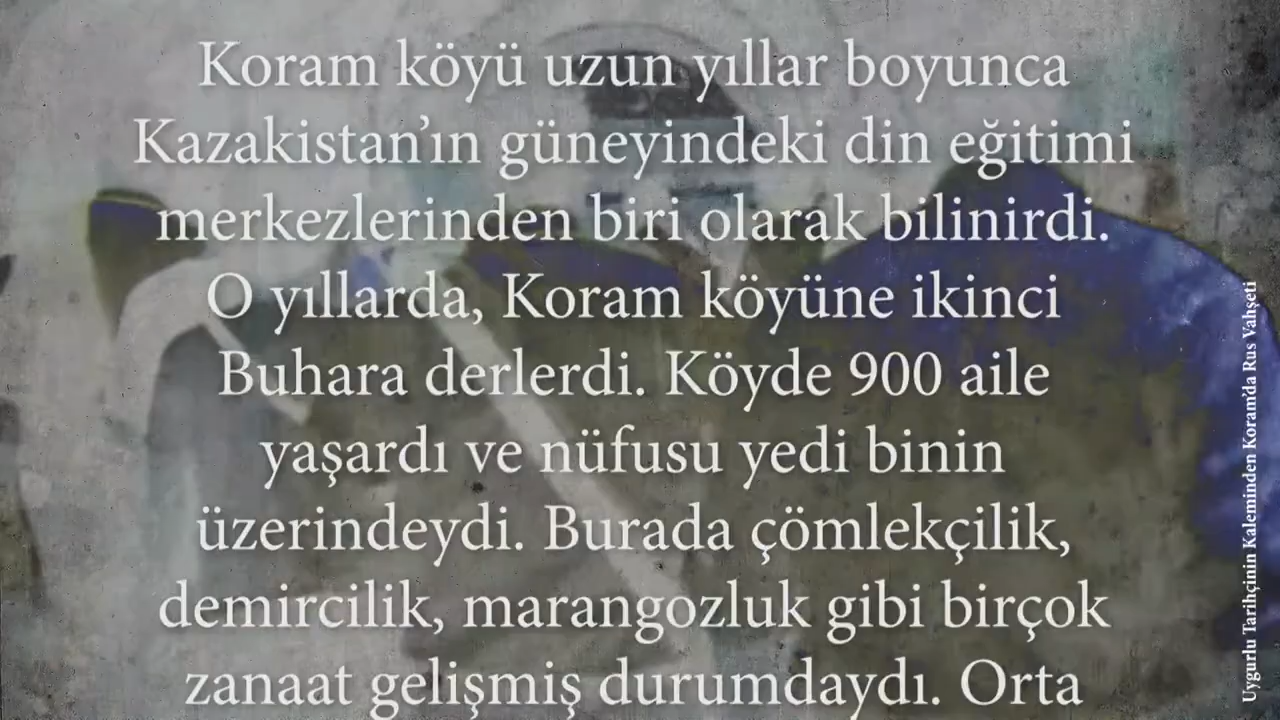 Koram köyü uzun yıllar boyunca
Kazakistan’ın güneyindeki din eğitimi
merkezlerinden biri olarak bilinirdi.
O yıllarda, Koram köyüne ikinci
Buhara derlerdi. Köyde 900 aile
yaşardı ve nüfusu yedi binin
üzerindeydi. Burada çömlekçilik,
demircilik, marangozluk gibi birçok
zanaat gelişmiş durumdaydı. Orta
Uygurlu Tarihçinin Kaleminden Koram’da Rus Vahşeti